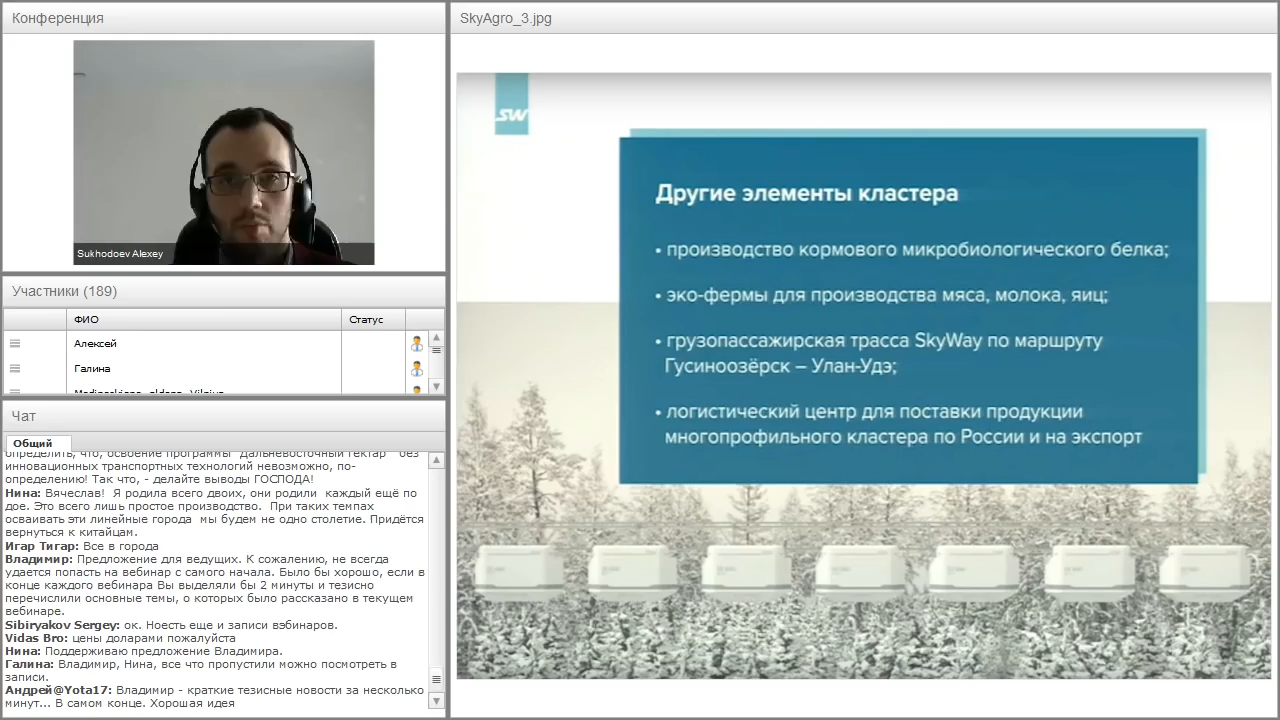 Конференция
Sukhodoev Alexey
Участники (189)
ФИО
Статус
Алексей
Галина
Чат
Общий
определить, что, освоение программы "Дальневосточный гектар" без
инновационных транспортных технологий невозможно, по-
определению! Так что, - делайте выводы ГОСПОДА!
Нина: Вячеслав! Я родила всего двоих, они родили каждый ещё по
дое. Это всего лишь простое производство. При таких темпах
осваивать эти линейные города мы будем не одно столетие. Придётся
вернуться к китайцам.
Игар Тигар: Все в города
Владимир: Предложение для ведущих. К сожалению, не всегда
удается попасть на вебинар с самого начала. Было бы хорошо, если в
конце каждого вебинара Вы выделяли бы 2 минуты и тезисно
перечислили основные темы, о которых было рассказано в текущем
вебинаре.
Sibiryakov Sergey: ок. Ноесть еще и записи вэбинаров.
Vidas Bro: цены доларами пожалуйста
Нина: Поддерживаю предложение Владимира.
Галина: Владимир, Нина, все что пропустили можно посмотреть в
записи.
Андрей@Yota17: Владимир - краткие тезисные новости за несколько
минут... В самом конце. Хорошая идея
SkyAgro_3.jpg
SW
Другие элементы кластера
• производство кормового микробиологического белка;
• эко-фермы для производства мяса, молока, яиц;
• грузопассажирская трасса SkyWay по маршруту
Гусиноозёрск – Улан-Удэ;
• логистический центр для поставки продукции
многопрофильного кластера по России и на экспорт